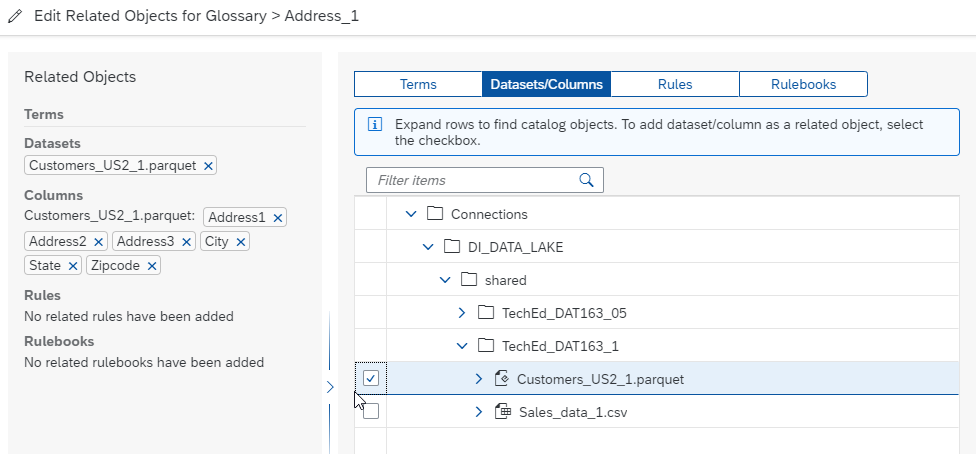 Edit Related Objects for Glossary > Address_1
Related Objects
Terms
Datasets
Customers_US2_1.parquet ×
Columns
Customers_US2_1.parquet: Address1 ×
Address2 × Address3 × City ×
State × Zipcode ×
Rules
No related rules have been added
Rulebooks
No related rulebooks have been added
Terms Datasets/Columns Rules Rulebooks
Expand rows to find catalog objects. To add dataset/column as a related object, select
the checkbox.
Filter items
Connections
DI_DATA_LAKE
shared
TechEd_DAT163_05
TechEd_DAT163_1
Customers_US2_1.parquet
Sales_data_1.csv